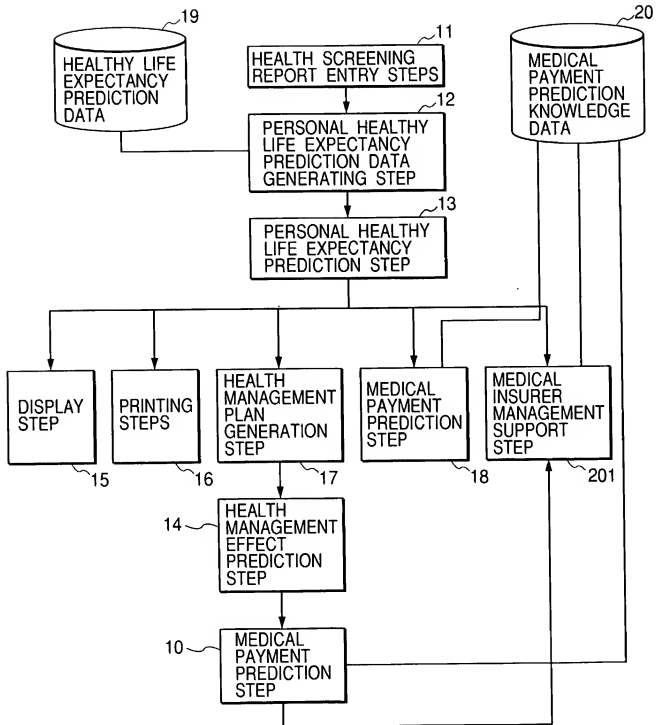 19
HEALTHY LIFE
EXPECTANCY
PREDICTION
DATA
11
HEALTH SCREENING
REPORT ENTRY STEPS
20
MEDICAL
PAYMENT
PREDICTION
KNOWLEDGE
DATA
12
PERSONAL HEALTHY
LIFE EXPECTANCY
PREDICTION DATA
GENERATING STEP
13
PERSONAL HEALTHY
LIFE EXPECTANCY
PREDICTION STEP
DISPLAY
STEP
15
PRINTING
STEPS
16
HEALTH
MANAGEMENT
PLAN
GENERATION
STEP
17
MEDICAL
PAYMENT
PREDICTION
STEP
18
MEDICAL
INSURER
MANAGEMENT
SUPPORT
STEP
201
14
HEALTH
MANAGEMENT
EFFECT
PREDICTION
STEP
10
MEDICAL
PAYMENT
PREDICTION
STEP